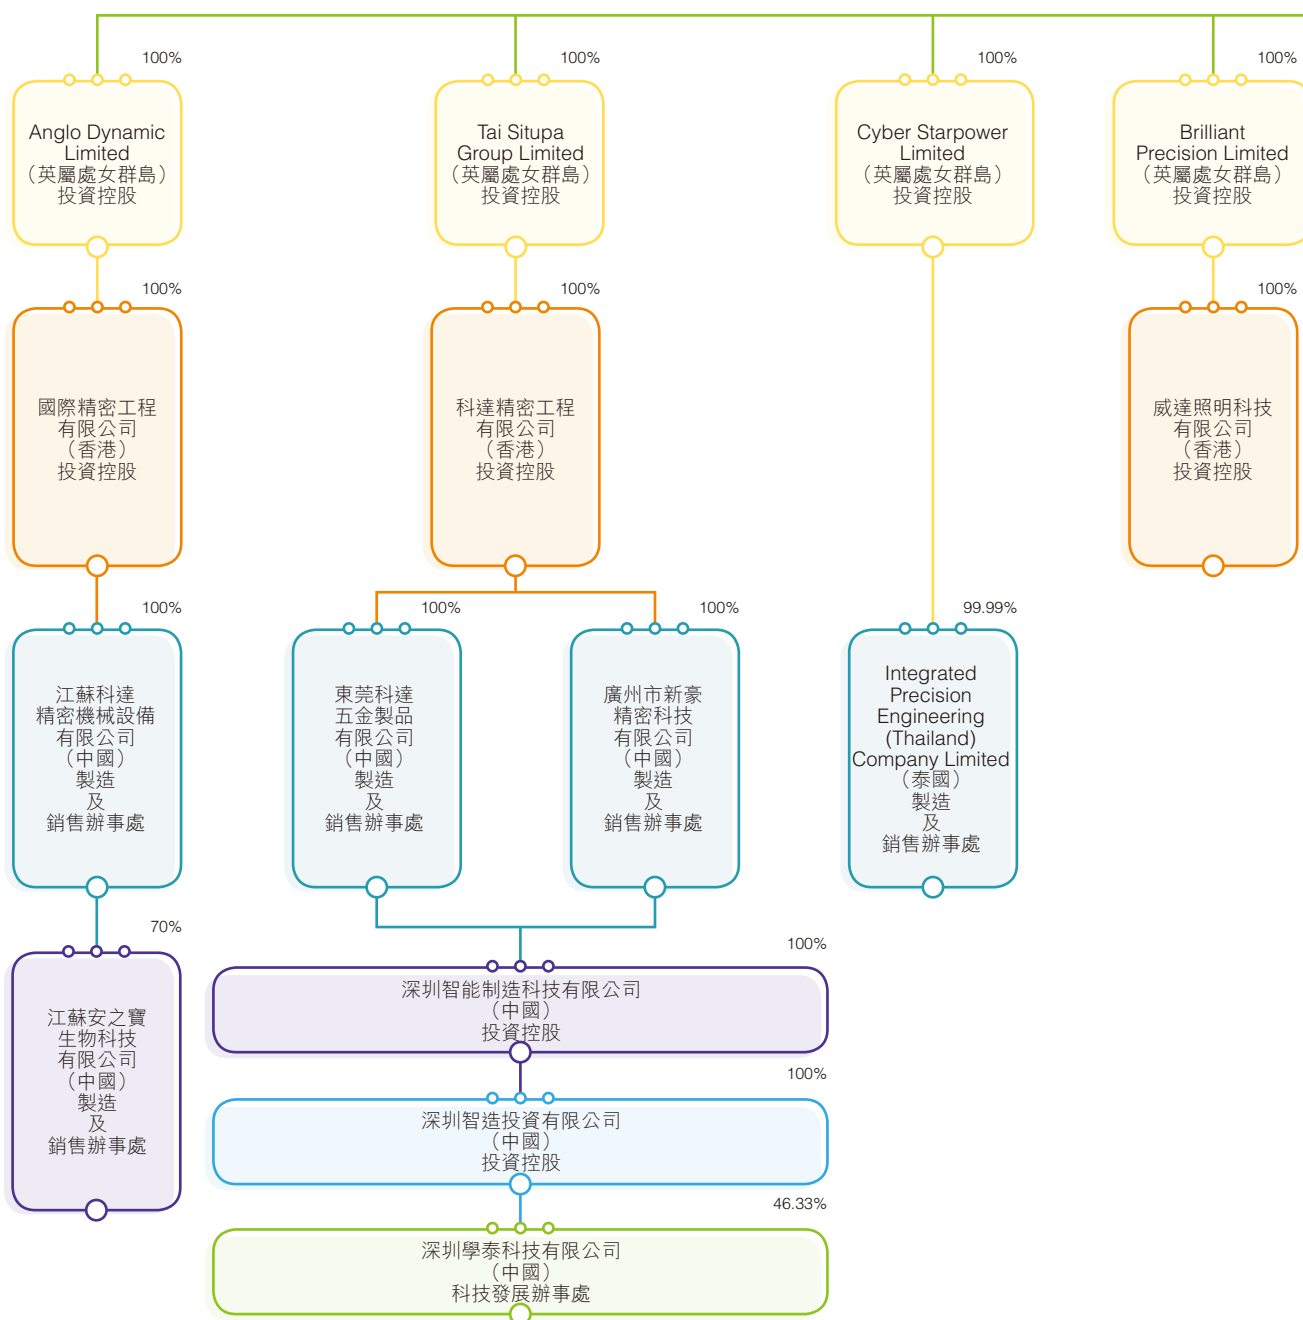 100%
100%
100%
100%
Anglo Dynamic
Limited
（英屬處女群島）
投資控股
Tai Situpa
Group Limited
（英屬處女群島）
投資控股
Cyber Starpower
Limited
（英屬處女群島）
投資控股
Brilliant
Precision Limited
（英屬處女群島）
投資控股
100%
100%
100%
國際精密工程
有限公司
（香港）
投資控股
科達精密工程
有限公司
（香港）
投資控股
威達照明科技
有限公司
（香港）
投資控股
100%
100%
100%
99.99%
江蘇科達
精密機械設備
有限公司
（中國）
製造
及
銷售辦事處
東莞科達
五金製品
有限公司
（中國）
製造
及
銷售辦事處
廣州市新豪
精密科技
有限公司
（中國）
製造
及
銷售辦事處
Integrated
Precision
Engineering
(Thailand)
Company Limited
（泰國）
製造
及
銷售辦事處
70%
江蘇安之寶
生物科技
有限公司
（中國）
製造
及
銷售辦事處
100%
深圳智能制造科技有限公司
（中國）
投資控股
100%
深圳智造投資有限公司
（中國）
投資控股
46.33%
深圳學泰科技有限公司
（中國）
科技發展辦事處